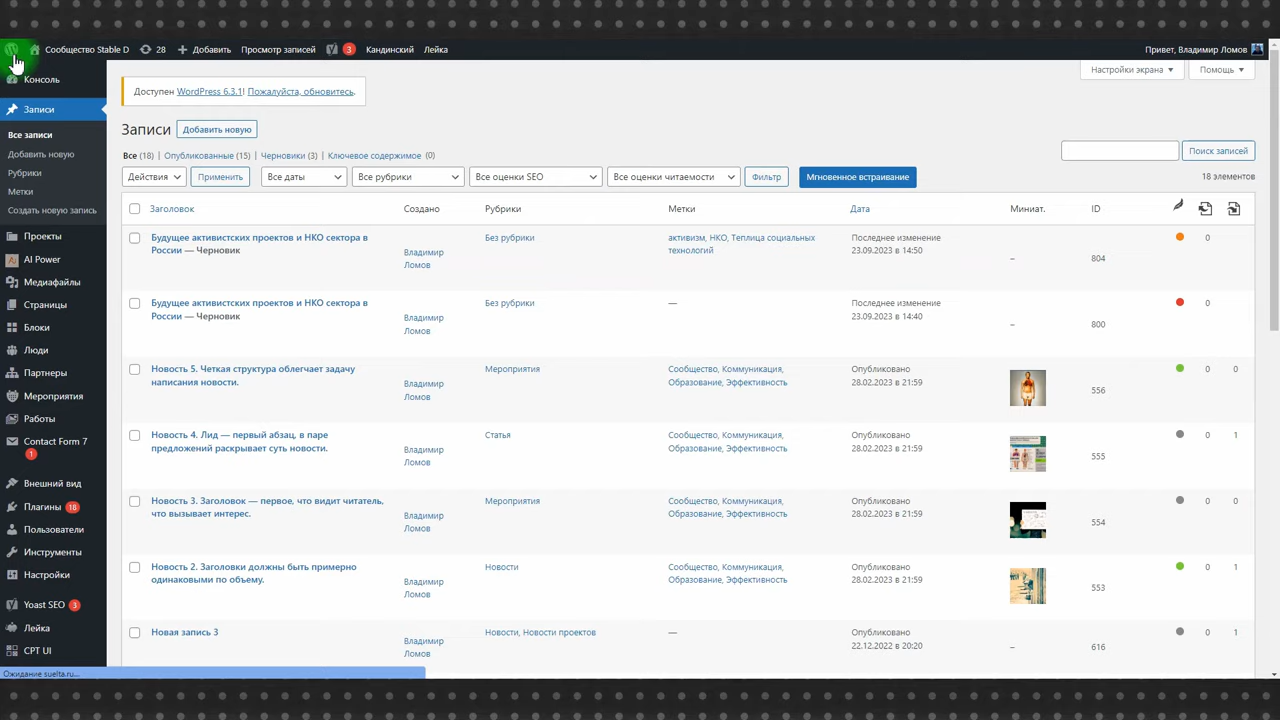 Сообщество Stable D 28 Добавить Просмотр записей 3 Кандинский Лейка Привет, Владимир Ломов
Консоль
Записи
Все записи
Добавить новую
Рубрики
Метки
Создать новую запись
Проекты
AI Power
Медиафайлы
Страницы
Блоки
Люди
Партнеры
Мероприятия
Работы
Contact Form 7
1
Внешний вид
Плагины 18
Пользователи
Инструменты
Настройки
Yoast SEO 3
Лейка
CPT UI
Ожидание suelta.ru...
Настройки экрана Помощь
Доступен WordPress 6.3.1! Пожалуйста, обновитесь.
Записи Добавить новую
Все (18) | Опубликованные (15) | Черновики (3) | Ключевое содержимое (0)
Поиск записей
Действия Применить Все даты Все рубрики Все оценки SEO Все оценки читаемости Фильтр Мгновенное встраивание 18 элементов
Заголовок Создано Рубрики Метки Дата Миниат. ID
Будущее активистских проектов и НКО сектора в
России — Черновик
Владимир
Ломов
Без рубрики
активизм, НКО, Теплица социальных
технологий
Последнее изменение
23.09.2023 в 14:50
–
804
0
Будущее активистских проектов и НКО сектора в
России — Черновик
Владимир
Ломов
Без рубрики
—
Последнее изменение
23.09.2023 в 14:40
–
800
0
Новость 5. Четкая структура облегчает задачу
написания новости.
Владимир
Ломов
Мероприятия
Сообщество, Коммуникация,
Образование, Эффективность
Опубликовано
28.02.2023 в 21:59
556
0 0
Новость 4. Лид — первый абзац, в паре
предложений раскрывает суть новости.
Владимир
Ломов
Статья
Сообщество, Коммуникация,
Образование, Эффективность
Опубликовано
28.02.2023 в 21:59
555
0 1
Новость 3. Заголовок — первое, что видит читатель,
что вызывает интерес.
Владимир
Ломов
Мероприятия
Сообщество, Коммуникация,
Образование, Эффективность
Опубликовано
28.02.2023 в 21:59
554
0 0
Новость 2. Заголовки должны быть примерно
одинаковыми по объему.
Владимир
Ломов
Новости
Сообщество, Коммуникация,
Образование, Эффективность
Опубликовано
28.02.2023 в 21:59
553
0 1
Новая запись 3
Владимир
Ломов
Новости, Новости проектов
—
Опубликовано
22.12.2022 в 20:20
–
616
0 1